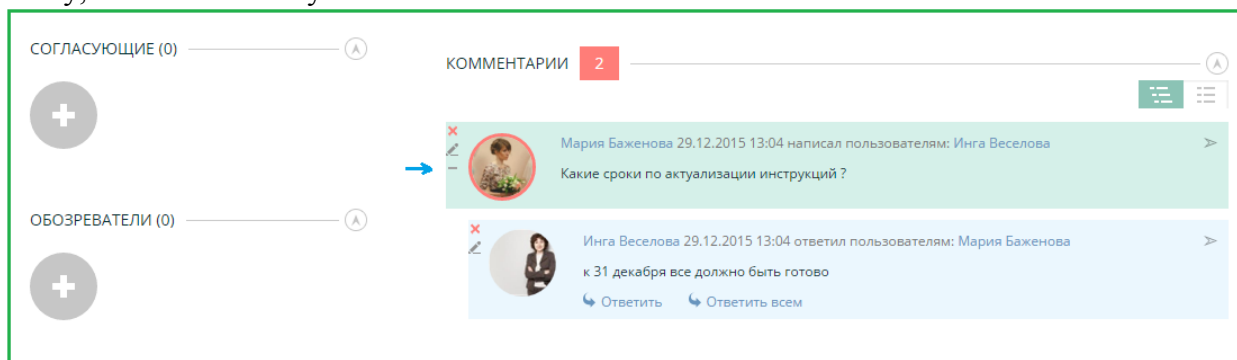 СОГЛАСУЮЩИЕ (0)
КОММЕНТАРИИ 2
Мария Баженова 29.12.2015 13:04 написал пользователям: Инга Веселова
Какие сроки по актуализации инструкций ?
ОБОЗРЕВАТЕЛИ (0)
Инга Веселова 29.12.2015 13:04 ответил пользователям: Мария Баженова
к 31 декабря все должно быть готово
Ответить Ответить всем